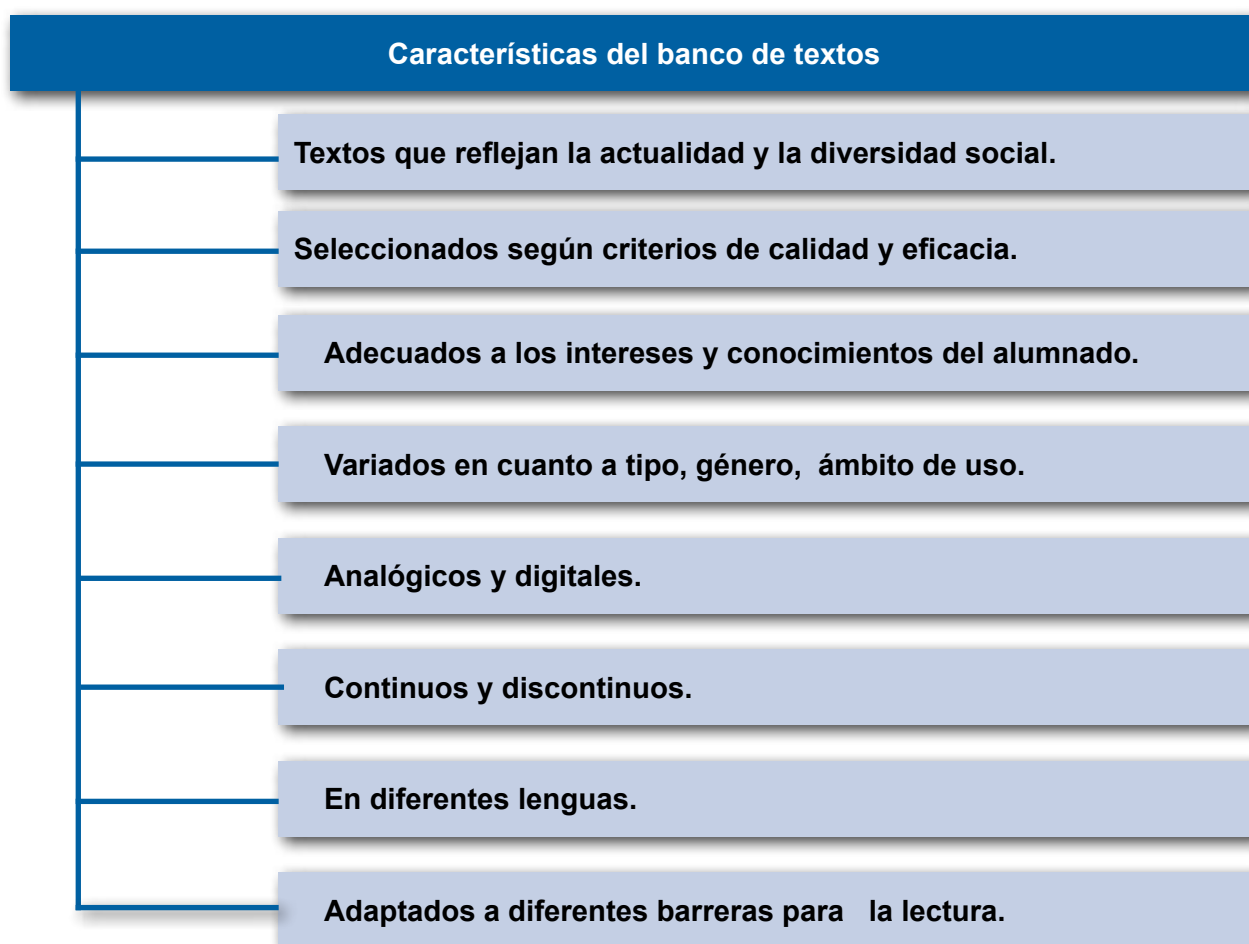 Características del banco de textos
Textos que reflejan la actualidad y la diversidad social.
Seleccionados según criterios de calidad y eficacia.
Adecuados a los intereses y conocimientos del alumnado.
Variados en cuanto a tipo, género,  ámbito de uso.
Analógicos y digitales.
Continuos y discontinuos.
En diferentes lenguas.
Adaptados a diferentes barreras para   la lectura.